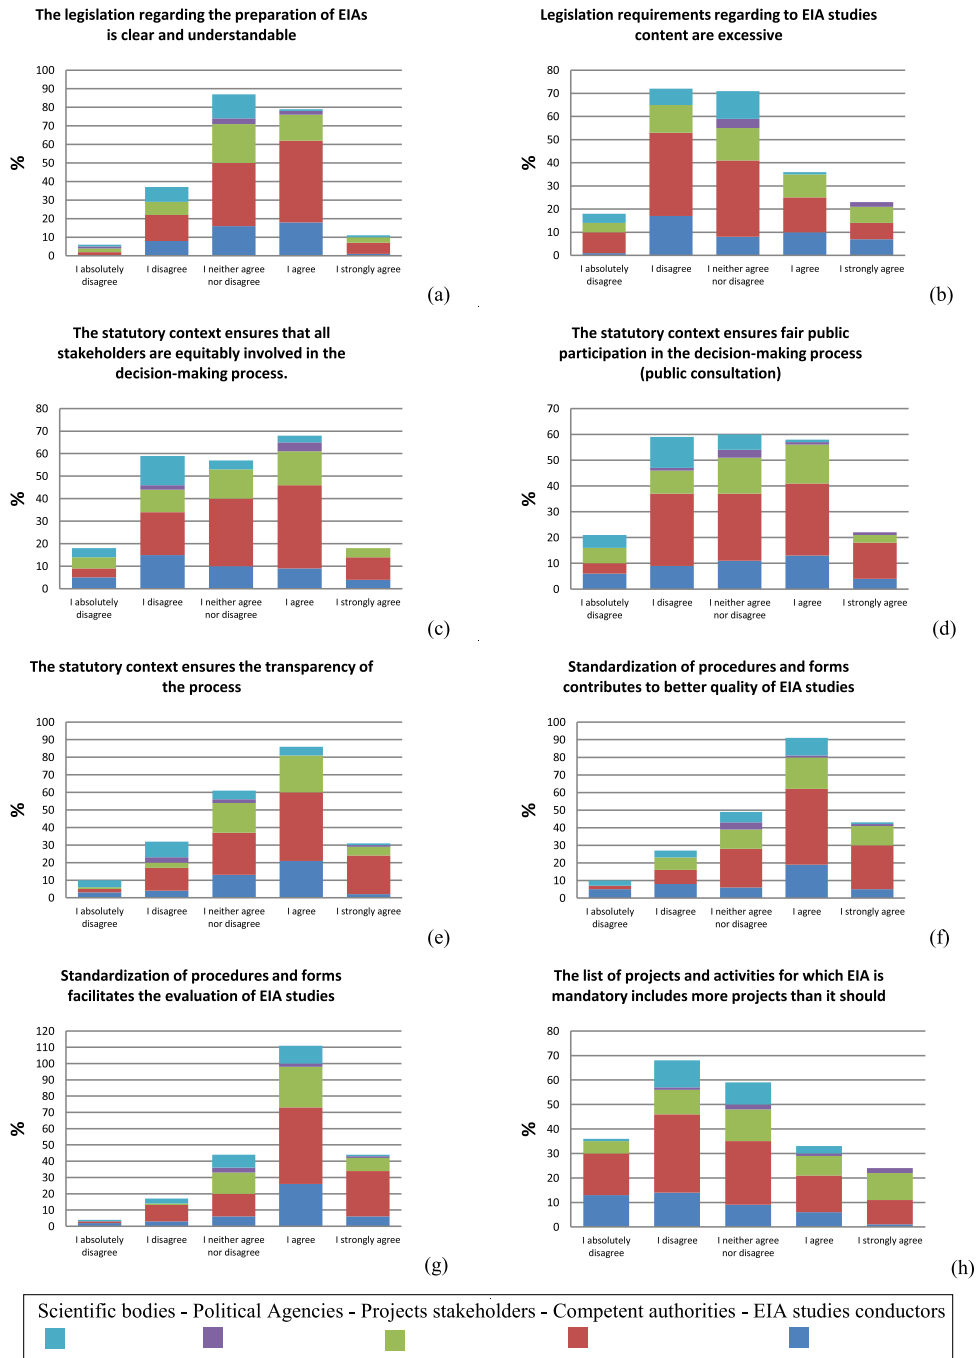 The legislation regarding the preparation of EIAs
is clear and understandable
%
100
90
80
70
60
50
40
30
20
10
0
I absolutely disagree
I disagree
I neither agree nor disagree
I agree
I strongly agree
(a)
Legislation requirements regarding to EIA studies
content are excessive
%
80
70
60
50
40
30
20
10
0
I absolutely disagree
I disagree
I neither agree nor disagree
I agree
I strongly agree
(b)
The statutory context ensures that all
stakeholders are equitably involved in the
decision-making process.
%
80
70
60
50
40
30
20
10
0
I absolutely disagree
I disagree
I neither agree nor disagree
I agree
I strongly agree
(c)
The statutory context ensures fair public
participation in the decision-making process
(public consultation)
%
70
60
50
40
30
20
10
0
I absolutely disagree
I disagree
I neither agree nor disagree
I agree
I strongly agree
(d)
The statutory context ensures the transparency of
the process
%
100
90
80
70
60
50
40
30
20
10
0
I absolutely disagree
I disagree
I neither agree nor disagree
I agree
I strongly agree
(e)
Standardization of procedures and forms
contributes to better quality of EIA studies
%
100
90
80
70
60
50
40
30
20
10
0
I absolutely disagree
I disagree
I neither agree nor disagree
I agree
I strongly agree
(f)
Standardization of procedures and forms
facilitates the evaluation of EIA studies
%
120
110
100
90
80
70
60
50
40
30
20
10
0
I absolutely disagree
I disagree
I neither agree nor disagree
I agree
I strongly agree
(g)
The list of projects and activities for which EIA is
mandatory includes more projects than it should
%
80
70
60
50
40
30
20
10
0
I absolutely disagree
I disagree
I neither agree nor disagree
I agree
I strongly agree
(h)
Scientific bodies - Political Agencies - Projects stakeholders - Competent authorities - EIA studies conductors